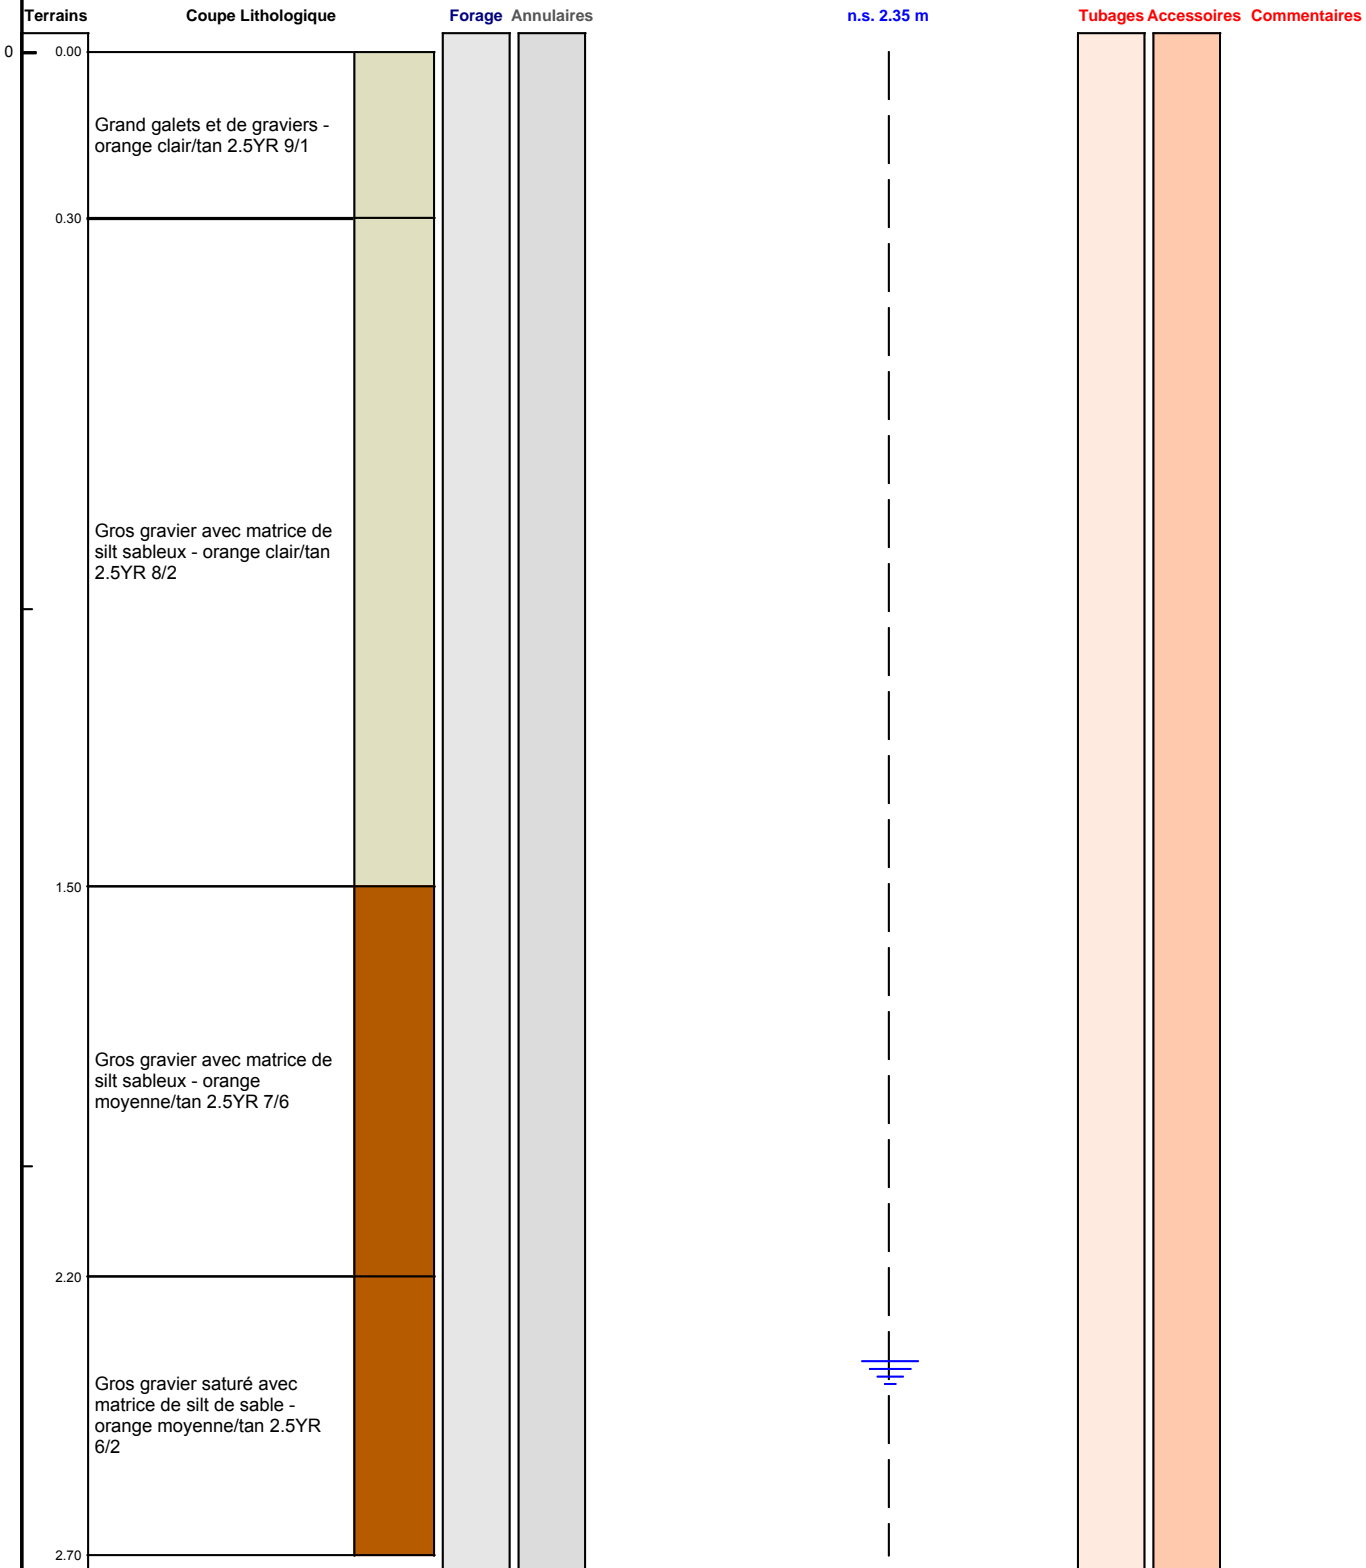 Terrains Coupe Lithologique Forage Annulaires n.s. 2.35 m Tubages Accessoires Commentaires
0 0.00
Grand galets et de graviers -
orange clair/tan 2.5YR 9/1
0.30
Gros gravier avec matrice de
silt sableux - orange clair/tan
2.5YR 8/2
1.50
Gros gravier avec matrice de
silt sableux - orange
moyenne/tan 2.5YR 7/6
2.20
Gros gravier saturé avec
matrice de silt de sable -
orange moyenne/tan 2.5YR
6/2
2.70